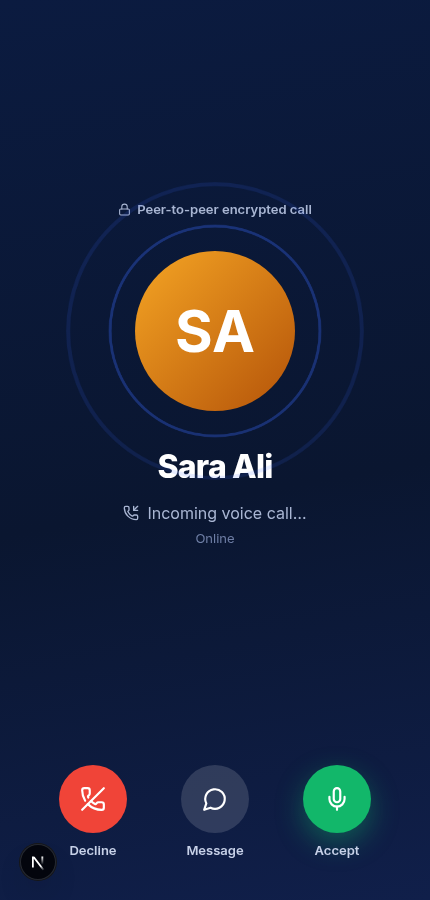 Peer-to-peer encrypted call
SA
Sara Ali
Incoming voice call...
Online
Decline
Message
Accept
N